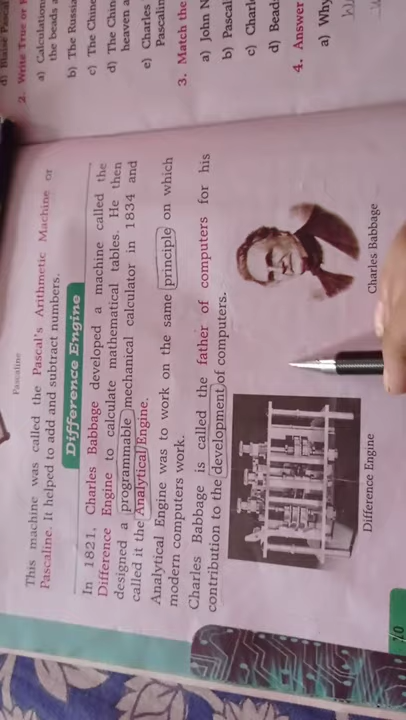 Pascaline
This machine was called the Pascal's Arithmetic Machine or
Pascaline. It helped to add and subtract numbers.
Difference Engine
In 1821, Charles Babbage developed a machine called the
Difference Engine to calculate mathematical tables. He then
designed a programmable mechanical calculator in 1834 and
called it the Analytical Engine.
Analytical Engine was to work on the same principle on which
modern computers work.
Charles Babbage is called the father of computers for his
contribution to the development of computers.
Difference Engine
Charles Babbage
10
d) Blaise Pascal
2. Write True or
a) Calculations
the beads
b) The Russia
c) The Chine
d) The Chin
heaven a
e) Charles
Pascalin
3. Match the
a) John N
b) Pascal
c) Charl
d) Beads
4. Answer
a) Why